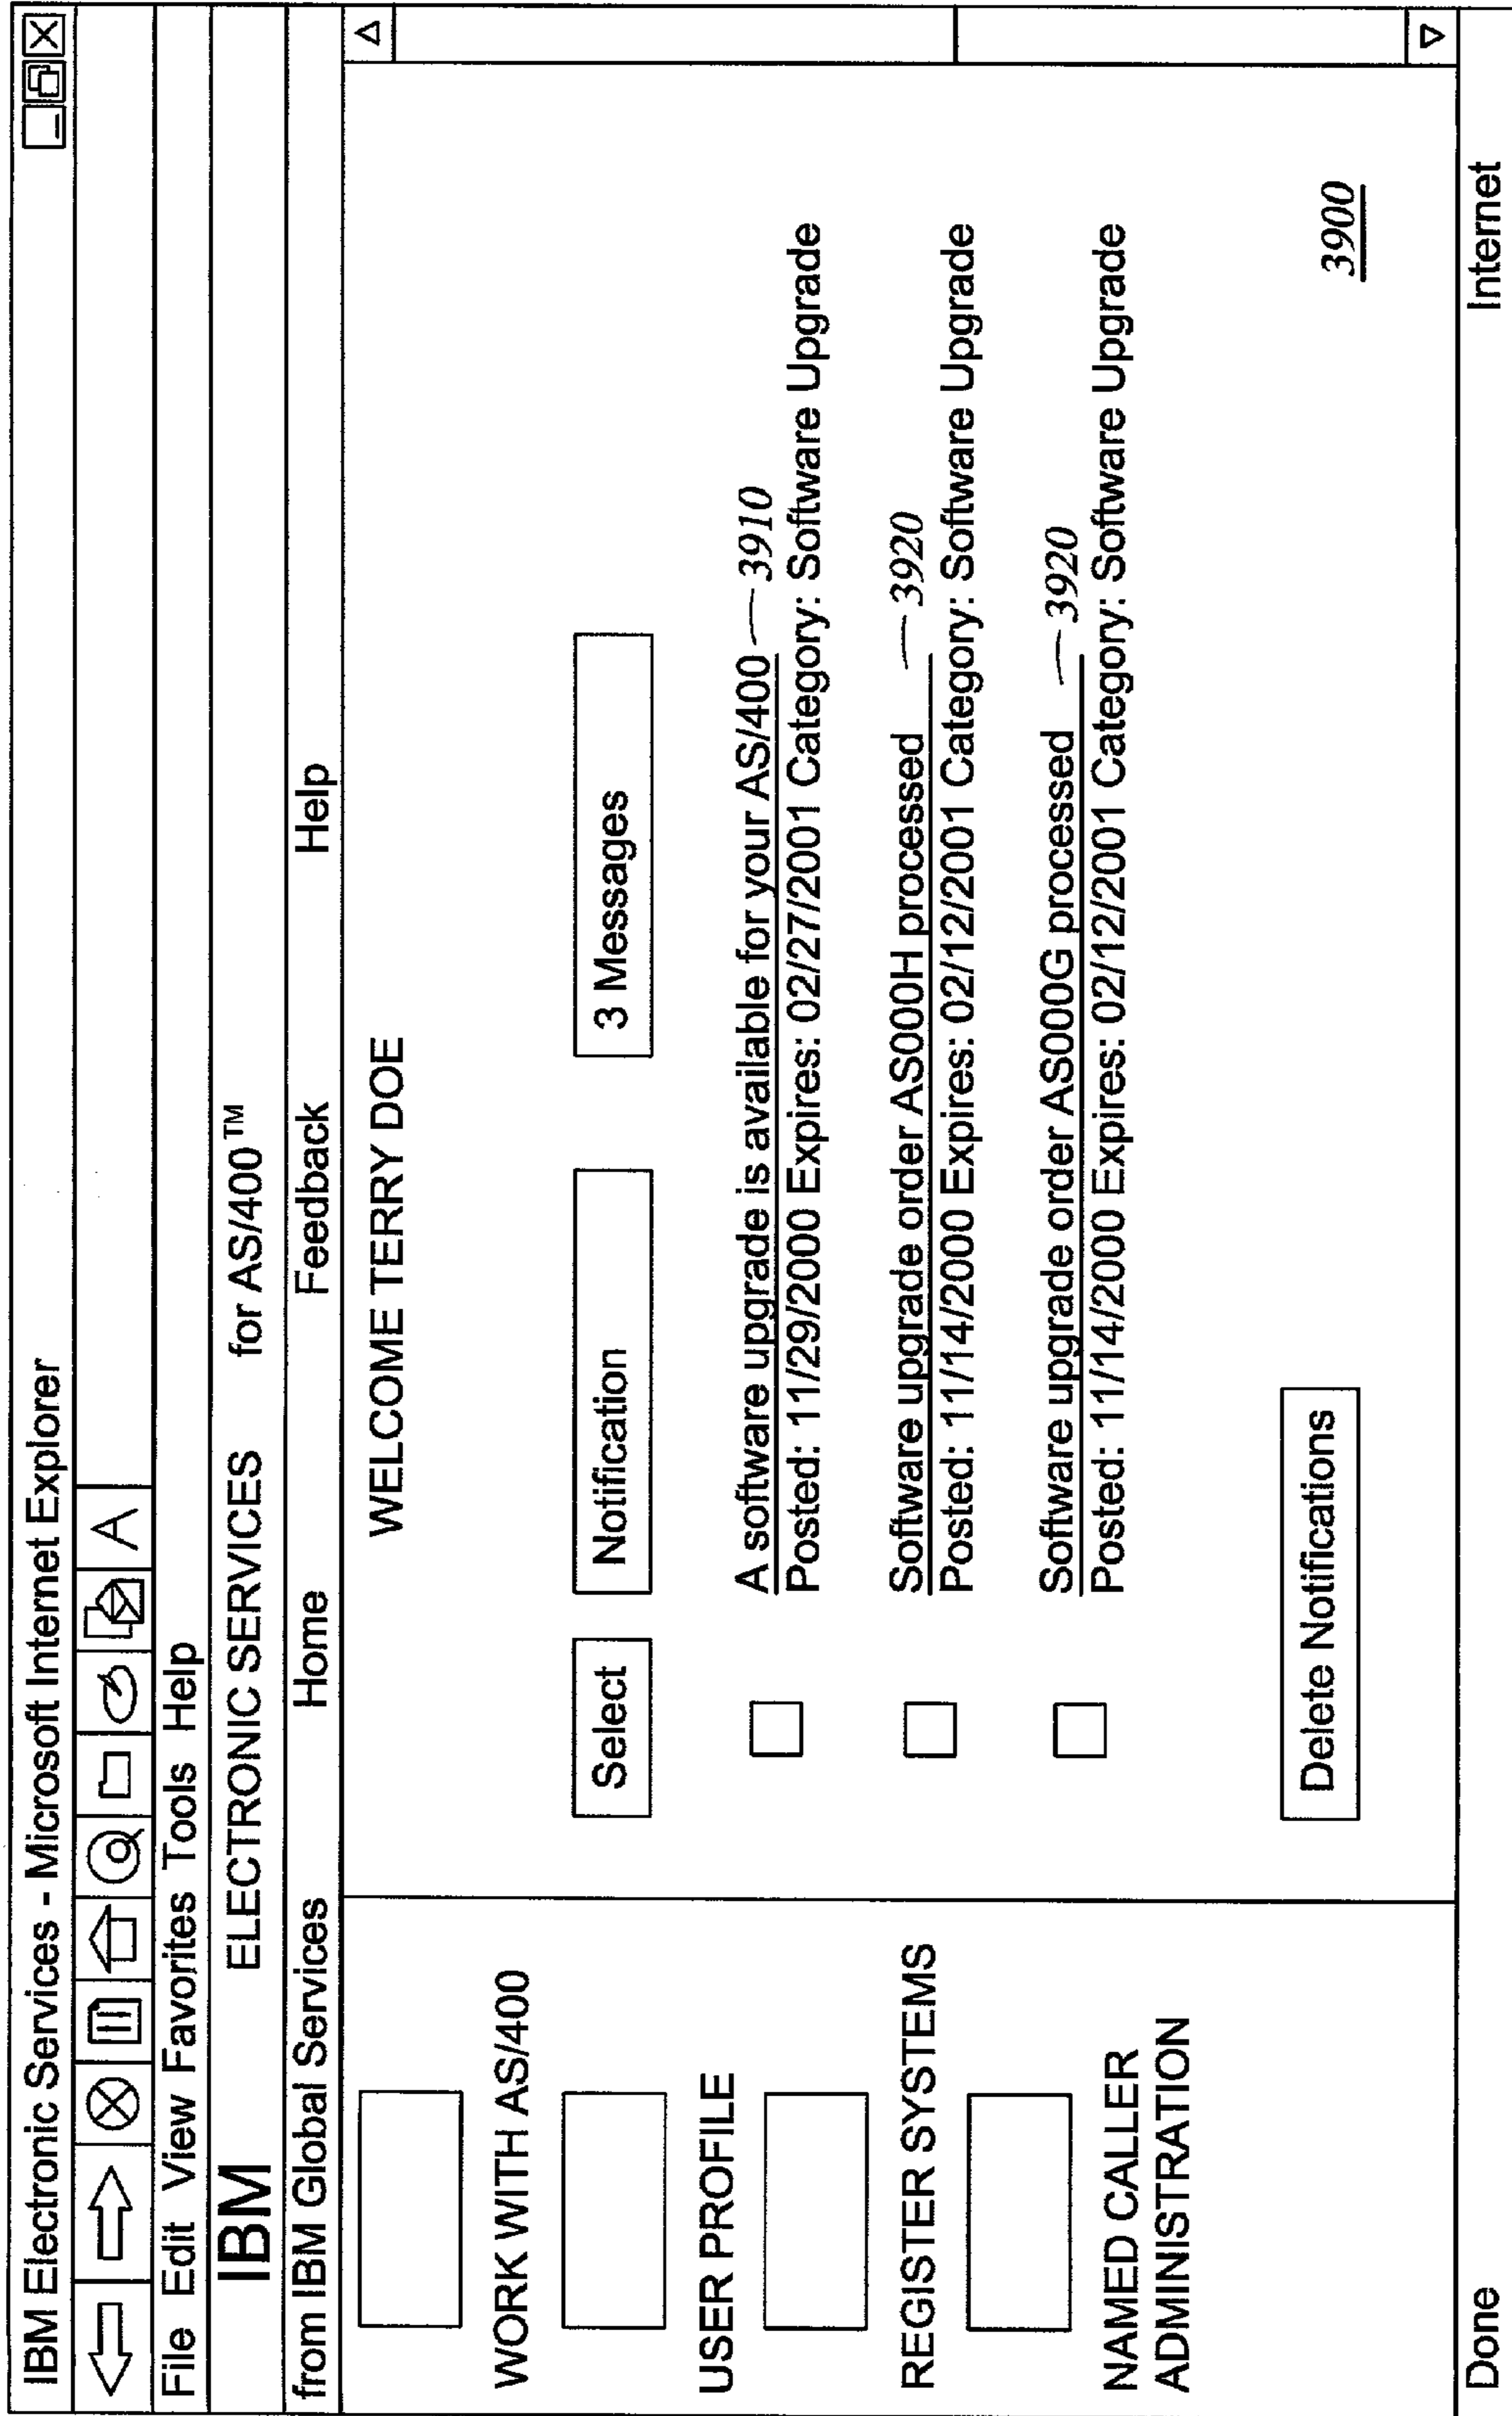 IBM Electronic Services - Microsoft Internet Explorer
A
File Edit View Favorites Tools Help
IBM ELECTRONIC SERVICES for AS/400™
from IBM Global Services Home Feedback Help
WORK WITH AS/400
USER PROFILE
REGISTER SYSTEMS
NAMED CALLER
ADMINISTRATION
WELCOME TERRY DOE
Select Notification 3 Messages
A software upgrade is available for your AS/400 3910
Posted: 11/29/2000 Expires: 02/27/2001 Category: Software Upgrade
Software upgrade order AS000H processed 3920
Posted: 11/14/2000 Expires: 02/12/2001 Category: Software Upgrade
Software upgrade order AS000G processed 3920
Posted: 11/14/2000 Expires: 02/12/2001 Category: Software Upgrade
Delete Notifications
3900
Done Internet